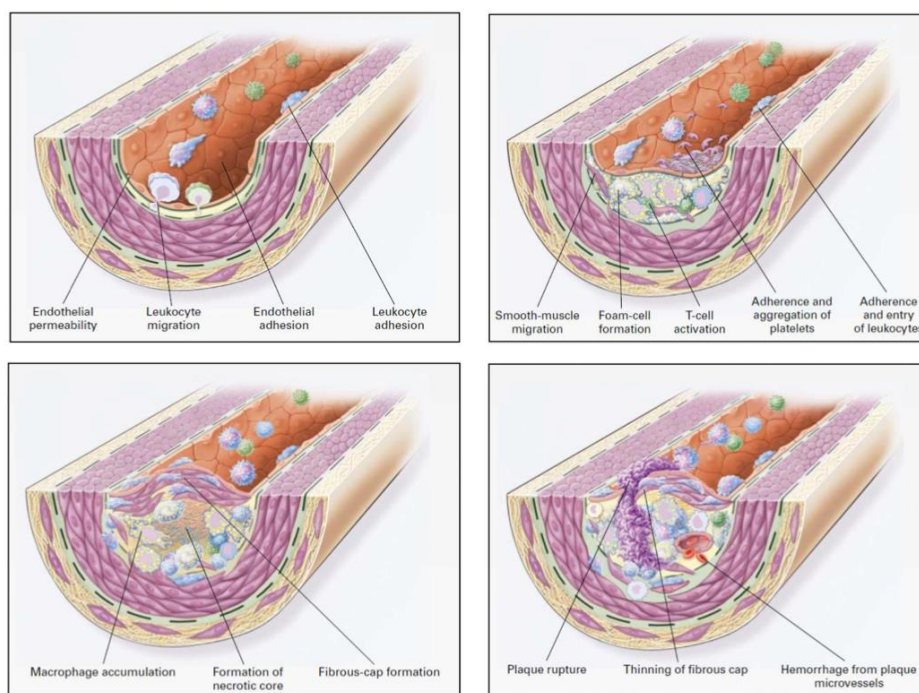 Endothelial permeability
Leukocyte migration
Endothelial adhesion
Leukocyte adhesion
Smooth-muscle migration
Foam-cell formation
T-cell activation
Adherence and aggregation of platelets
Adherence and entry of leukocytes
Macrophage accumulation
Formation of necrotic core
Fibrous-cap formation
Plaque rupture
Thinning of fibrous cap
Hemorrhage from plaque microvessels